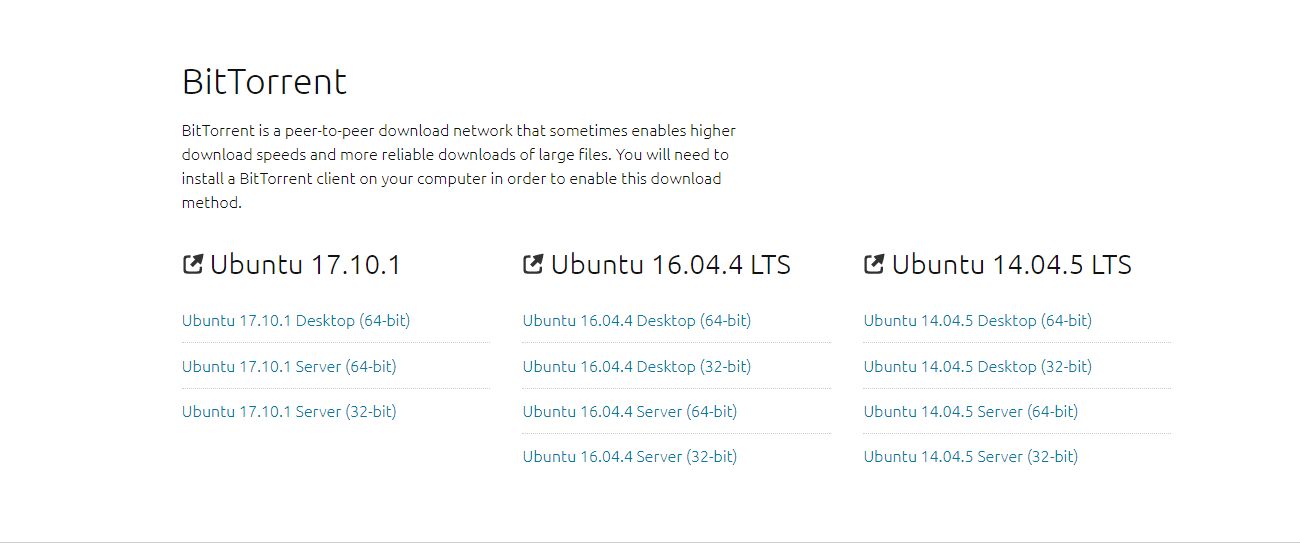 BitTorrent
BitTorrent is a peer-to-peer download network that sometimes enables higher
download speeds and more reliable downloads of large files. You will need to
install a BitTorrent client on your computer in order to enable this download
method.
Ubuntu 17.10.1
Ubuntu 17.10.1 Desktop (64-bit)
Ubuntu 17.10.1 Server (64-bit)
Ubuntu 17.10.1 Server (32-bit)
Ubuntu 16.04.4 LTS
Ubuntu 16.04.4 Desktop (64-bit)
Ubuntu 16.04.4 Desktop (32-bit)
Ubuntu 16.04.4 Server (64-bit)
Ubuntu 16.04.4 Server (32-bit)
Ubuntu 14.04.5 LTS
Ubuntu 14.04.5 Desktop (64-bit)
Ubuntu 14.04.5 Desktop (32-bit)
Ubuntu 14.04.5 Server (64-bit)
Ubuntu 14.04.5 Server (32-bit)